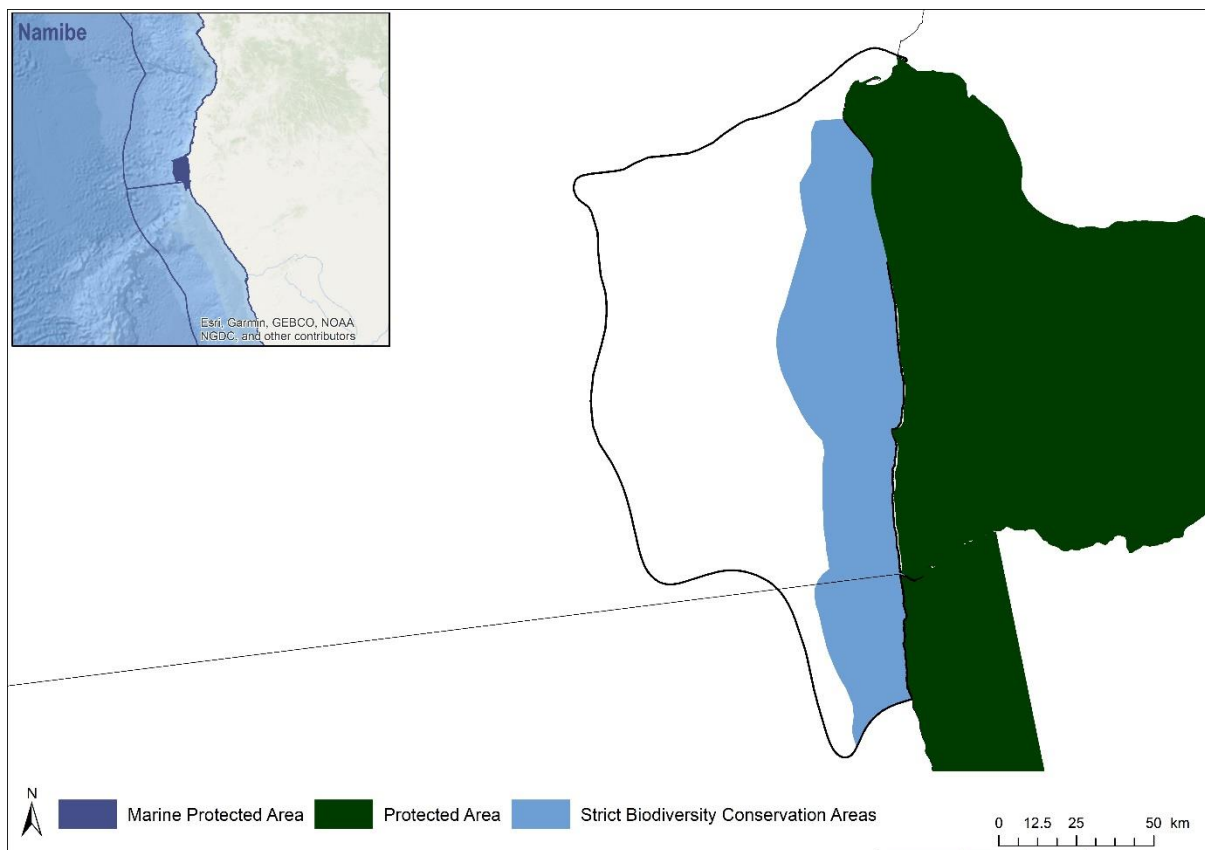 Namibe
Esri, Garmin, GEBCO, NOAA
NGDC, and other contributors
N
Marine Protected Area
Protected Area
Strict Biodiversity Conservation Areas
0 12.5 25 50 km